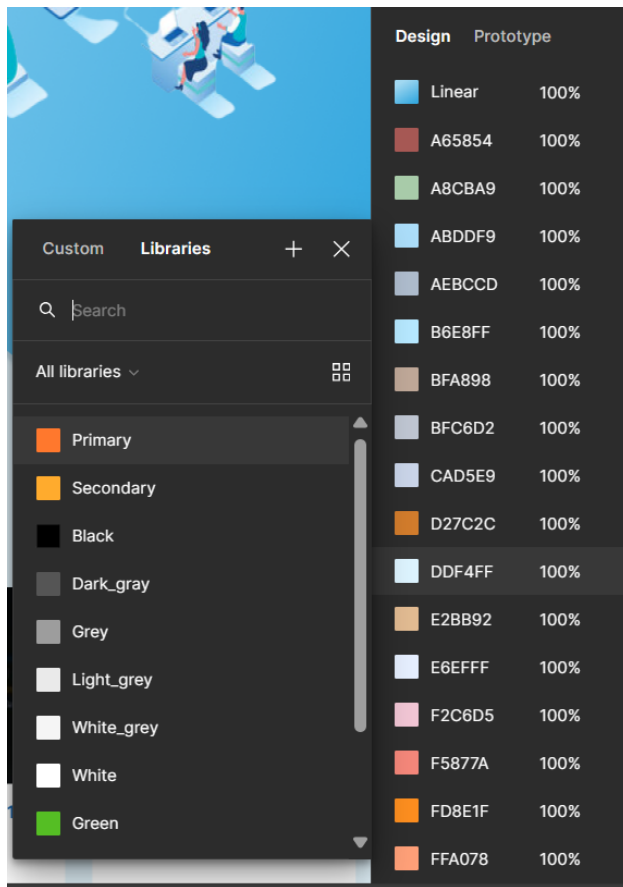 Design Prototype
Linear 100%
A65854 100%
A8CBA9 100%
ABDDF9 100%
AEBCCD 100%
B6E8FF 100%
BFA898 100%
BFC6D2 100%
CAD5E9 100%
D27C2C 100%
DDF4FF 100%
E2BB92 100%
E6EFFF 100%
F2C6D5 100%
F5877A 100%
FD8E1F 100%
FFA078 100%
Custom Libraries
Search
All libraries
Primary
Secondary
Black
Dark_gray
Grey
Light_grey
White_grey
White
Green